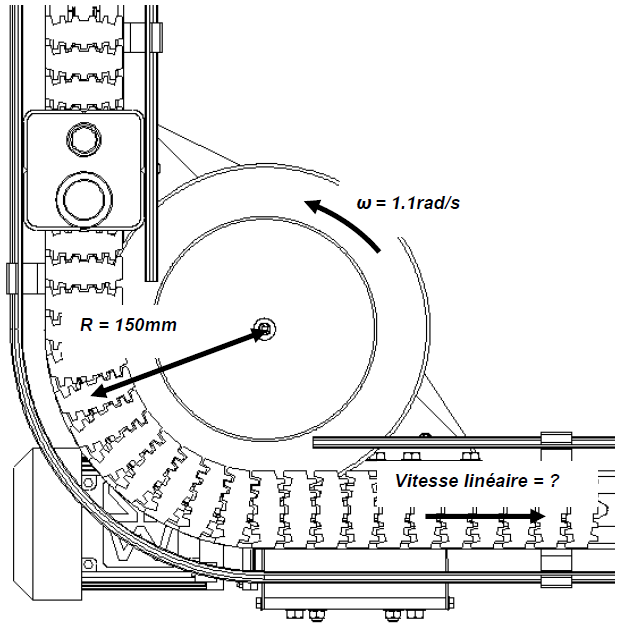 ω = 1.1rad/s
R = 150mm
Vitesse linéaire = ?